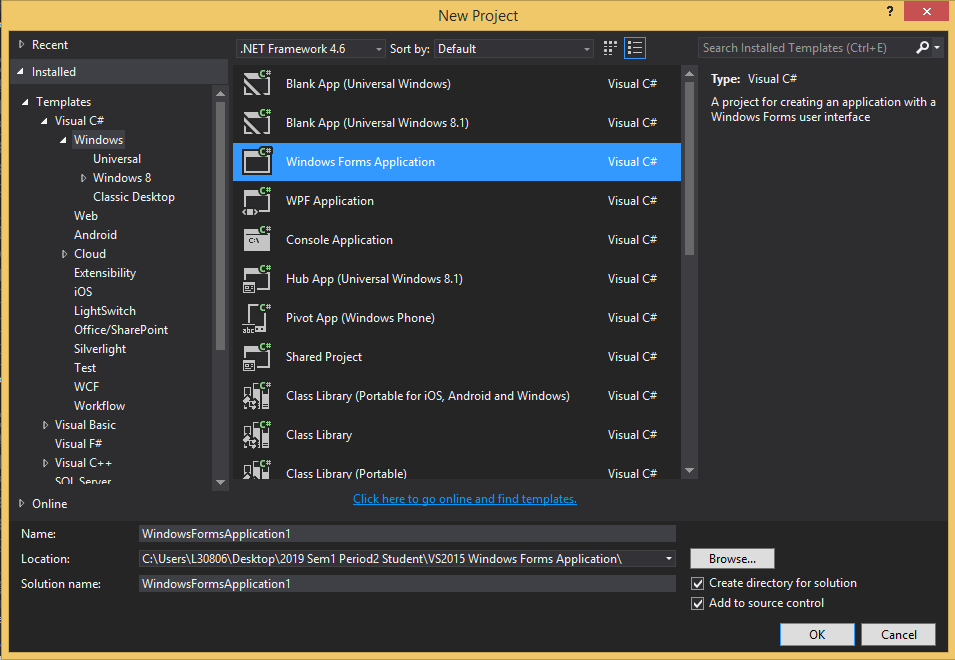 New Project
?
Recent
Installed
Templates
Visual C#
Windows
Universal
Windows 8
Classic Desktop
Web
Android
Cloud
Extensibility
iOS
LightSwitch
Office/SharePoint
Silverlight
Test
WCF
Workflow
Visual Basic
Visual F#
Visual C++
SQL Server
Online
.NET Framework 4.6 Sort by: Default
Search Installed Templates (Ctrl+E)
C# Blank App (Universal Windows) Visual C#
C# Blank App (Universal Windows 8.1) Visual C#
C# Windows Forms Application Visual C#
C# WPF Application Visual C#
C# C:\ Console Application Visual C#
C# Hub App (Universal Windows 8.1) Visual C#
C# abc Pivot App (Windows Phone) Visual C#
C# Shared Project Visual C#
C# Class Library (Portable for iOS, Android and Windows) Visual C#
C# Class Library Visual C#
C# Class Library (Portable) Visual C#
Click here to go online and find templates.
Type: Visual C#
A project for creating an application with a
Windows Forms user interface
Name: WindowsFormsApplication1
Location: C:\Users\L30806\Desktop\2019 Sem1 Period2 Student\VS2015 Windows Forms Application\
Browse...
Solution name: WindowsFormsApplication1
Create directory for solution
Add to source control
OK Cancel